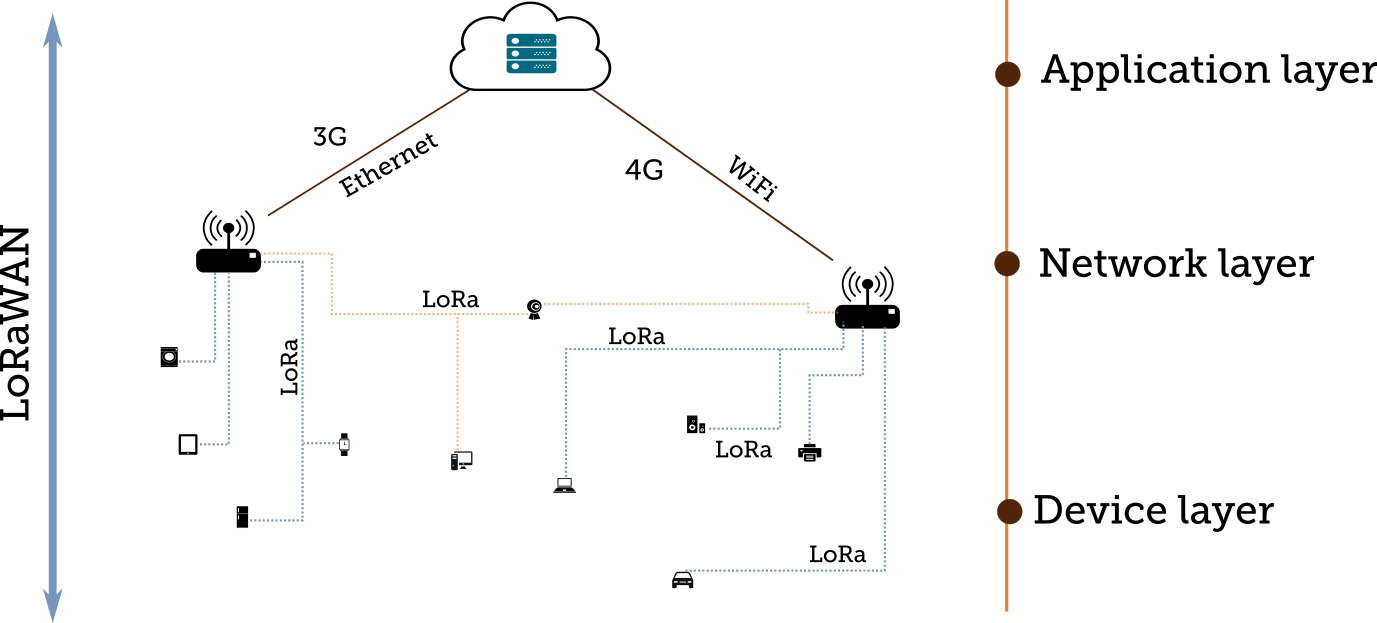 Application layer
3G
Ethernet
4G
WiFi
LoRaWAN
Network layer
LoRa
LoRa
LoRa
LoRa
Device layer
LoRa